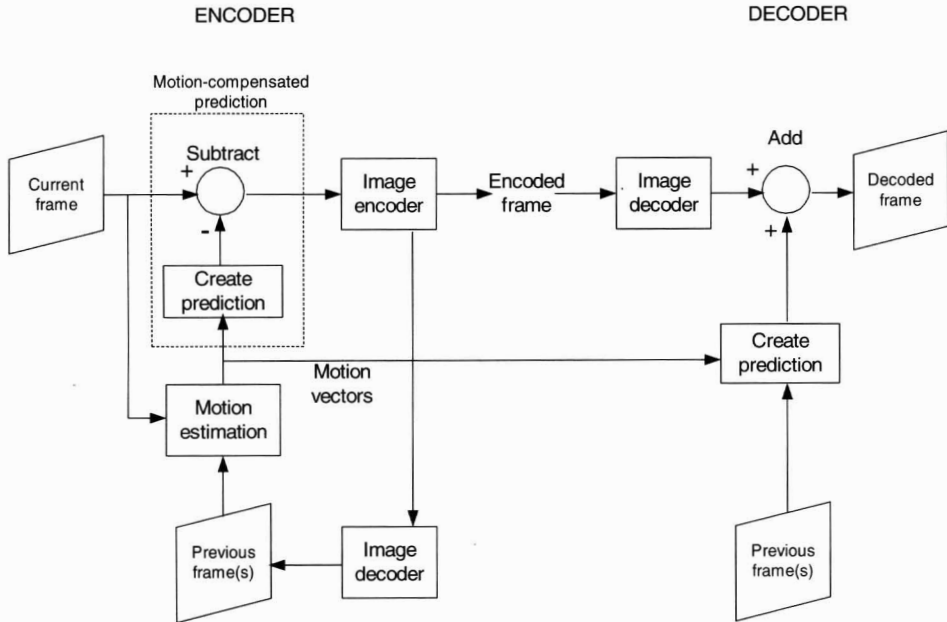 ENCODER
DECODER
Motion-compensated
prediction
Subtract
+
-
Current
frame
Create
prediction
Image
encoder
Encoded
frame
Image
decoder
Add
+
+
Decoded
frame
Create
prediction
Motion
vectors
Motion
estimation
Previous
frame(s)
Image
decoder
Previous
frame(s)